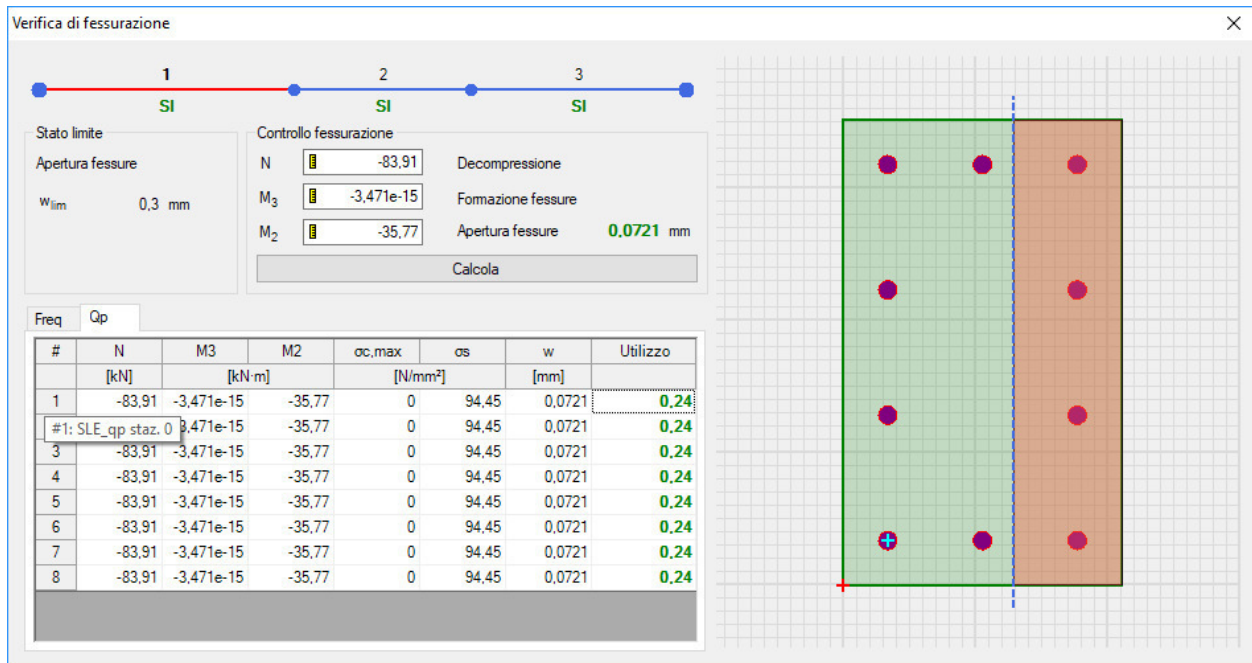 Verifica di fessurazione
1 2 3
SI SI SI
Stato limite
Apertura fessure
wlim 0,3 mm
Controllo fessurazione
N -83,91 Decompressione
M3 -3,471e-15 Formazione fessure
M2 -35,77 Apertura fessure 0,0721 mm
Calcola
Freq Qp
# N M3 M2 σc,max σs w Utilizzo
[kN] [kN·m] [N/mm²] [mm]
1 -83,91 -3,471e-15 -35,77 0 94,45 0,0721 0,24
#1: SLE_qp staz. 0 3,471e-15 -35,77 0 94,45 0,0721 0,24
3 -83,91 -3,471e-15 -35,77 0 94,45 0,0721 0,24
4 -83,91 -3,471e-15 -35,77 0 94,45 0,0721 0,24
5 -83,91 -3,471e-15 -35,77 0 94,45 0,0721 0,24
6 -83,91 -3,471e-15 -35,77 0 94,45 0,0721 0,24
7 -83,91 -3,471e-15 -35,77 0 94,45 0,0721 0,24
8 -83,91 -3,471e-15 -35,77 0 94,45 0,0721 0,24